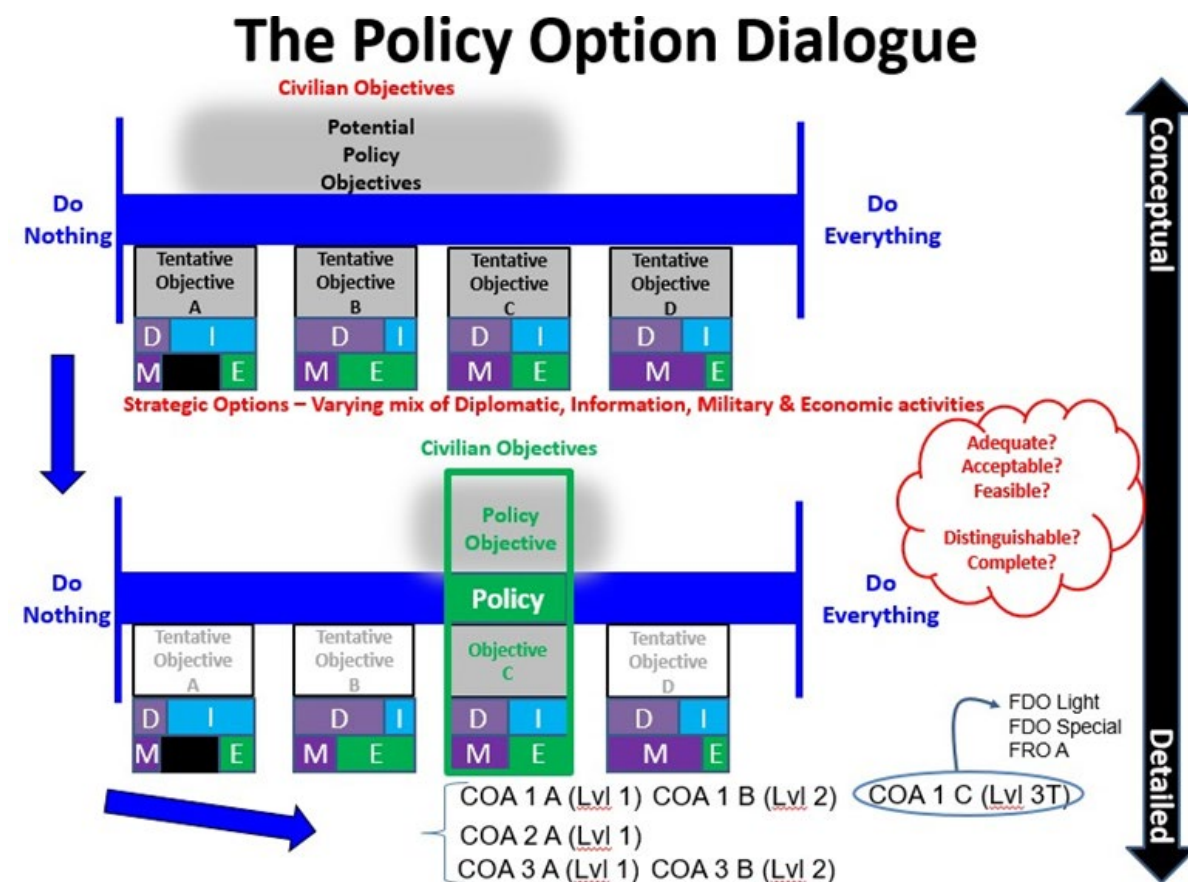 The Policy Option Dialogue
Civilian Objectives
Potential
Policy
Objectives
Do
Nothing
Do
Everything
Tentative
Objective
A
Tentative
Objective
B
Tentative
Objective
C
Tentative
Objective
D
D I
D I
D I
D I
M E
M E
M E
M E
Strategic Options – Varying mix of Diplomatic, Information, Military & Economic activities
Civilian Objectives
Policy
Objective
Do
Nothing
Policy
Do
Everything
Tentative
Objective
A
Tentative
Objective
B
Objective
C
Tentative
Objective
D
D I
D I
D I
D I
M E
M E
M E
M E
COA 1 A (Lvl 1) COA 1 B (Lvl 2) COA 1 C (Lvl 3T)
COA 2 A (Lvl 1)
COA 3 A (Lvl 1) COA 3 B (Lvl 2)
FDO Light
FDO Special
FRO A
Adequate?
Acceptable?
Feasible?
Distinguishable?
Complete?
Conceptual
Detailed